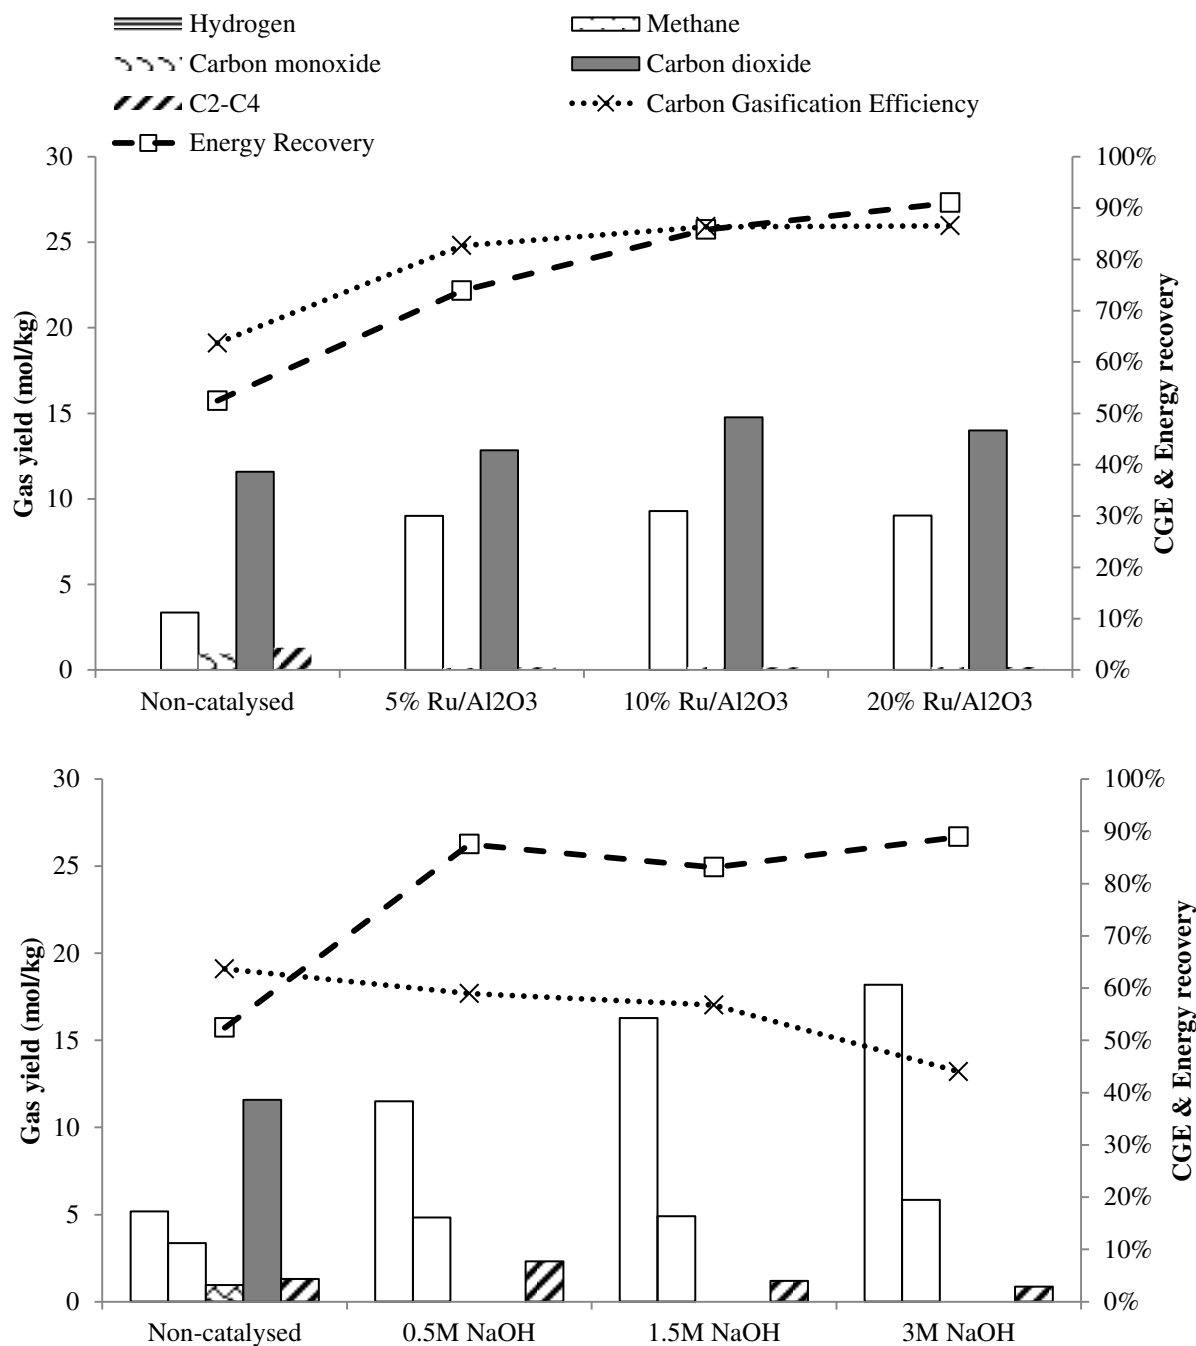 Hydrogen
Methane
Carbon monoxide
Carbon dioxide
C2-C4
Carbon Gasification Efficiency
Energy Recovery
30
25
20
15
10
5
0
Gas yield (mol/kg)
100%
90%
80%
70%
60%
50%
40%
30%
20%
10%
0%
CGE & Energy recovery
Non-catalysed
5% Ru/Al2O3
10% Ru/Al2O3
20% Ru/Al2O3
30
25
20
15
10
5
0
Gas yield (mol/kg)
100%
90%
80%
70%
60%
50%
40%
30%
20%
10%
0%
CGE & Energy recovery
Non-catalysed
0.5M NaOH
1.5M NaOH
3M NaOH